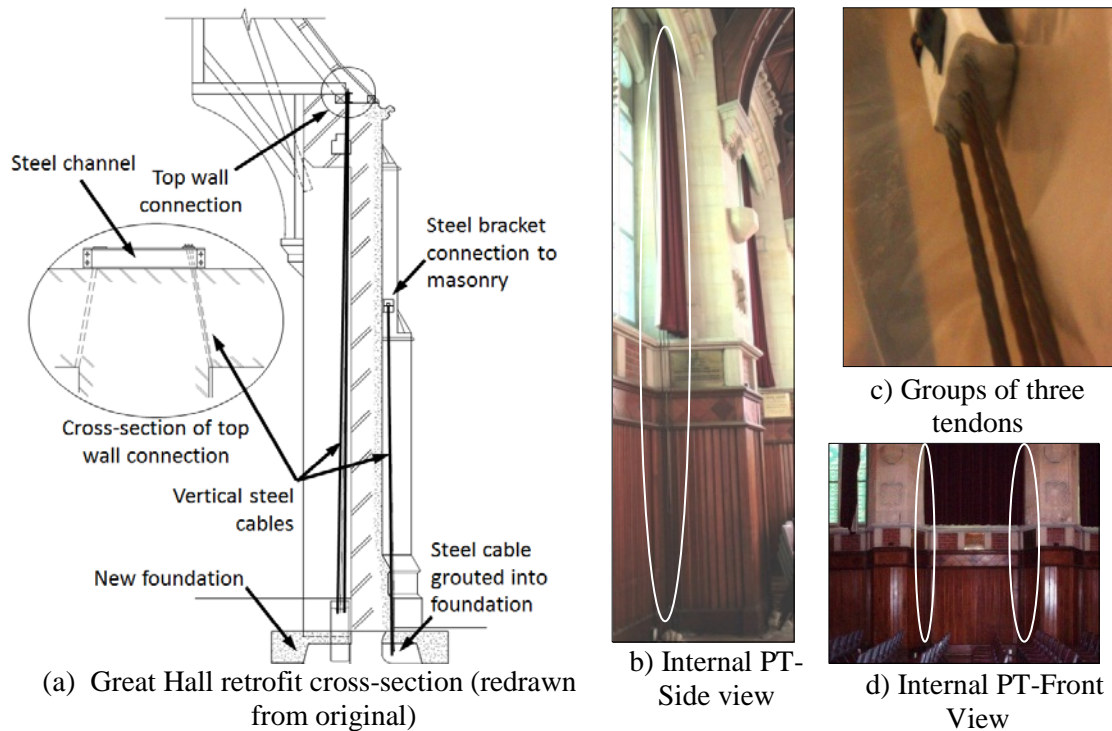 Steel channel
Top wall
connection
Steel bracket
connection to
masonry
Cross-section of top
wall connection
Vertical steel
cables
New foundation
Steel cable
grouted into
foundation
(a) Great Hall retrofit cross-section (redrawn
from original)
b) Internal PT-
Side view
c) Groups of three
tendons
d) Internal PT-Front
View